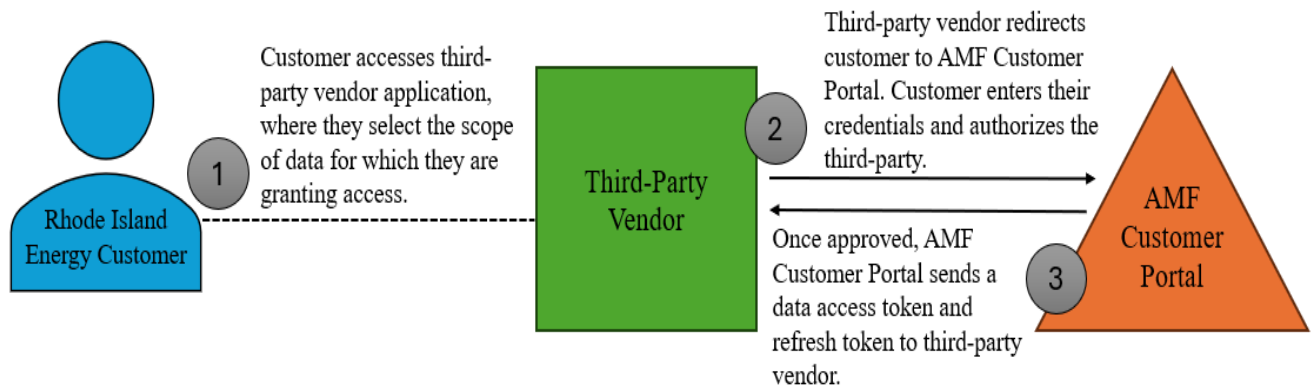 Rhode Island
Energy Customer
1
Customer accesses third-
party vendor application,
where they select the scope
of data for which they are
granting access.
Third-Party
Vendor
2
Third-party vendor redirects
customer to AMF Customer
Portal. Customer enters their
credentials and authorizes the
third-party.
Once approved, AMF
Customer Portal sends a
data access token and
refresh token to third-party
vendor.
3
AMF
Customer
Portal